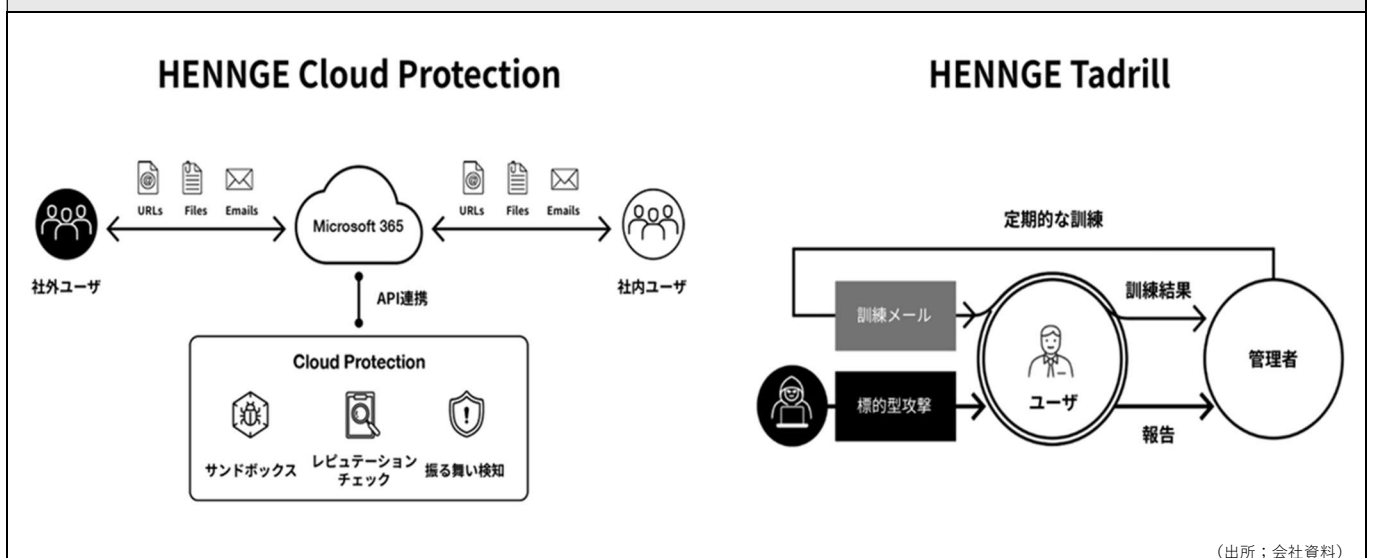 HENNGE Cloud Protection
URLs
Files
Emails
Microsoft 365
URLs
Files
Emails
社外ユーザ
社内ユーザ
API連携
Cloud Protection
サンドボックス
レピュテーション
チェック
振る舞い検知
HENNGE Tadrill
定期的な訓練
訓練メール
訓練結果
標的型攻撃
ユーザ
管理者
報告
（出所；会社資料）